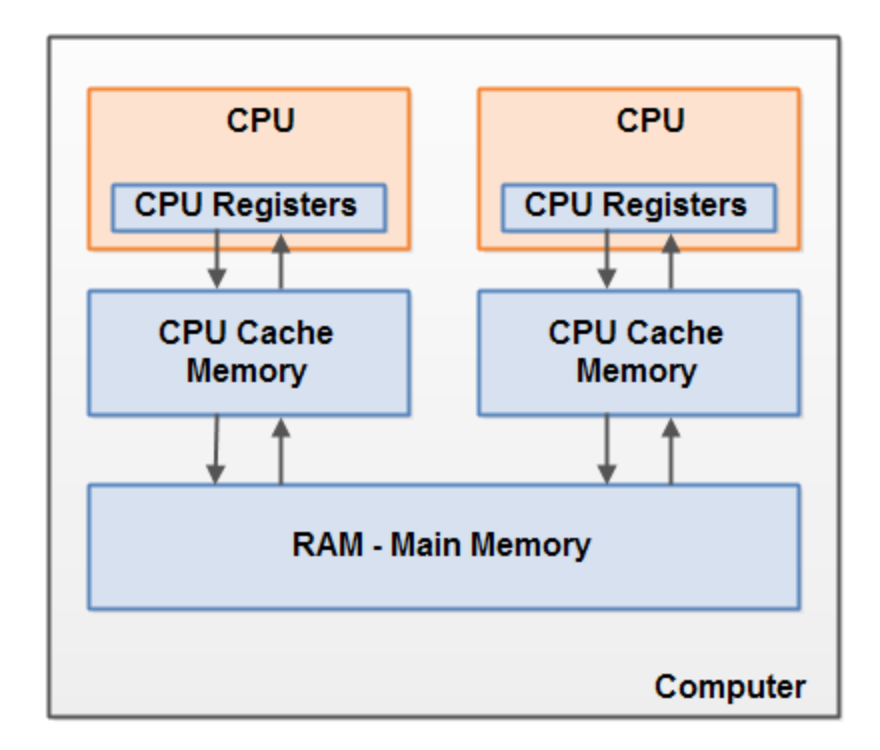 CPU
CPU
CPU Registers
CPU Registers
CPU Cache
Memory
CPU Cache
Memory
RAM - Main Memory
Computer